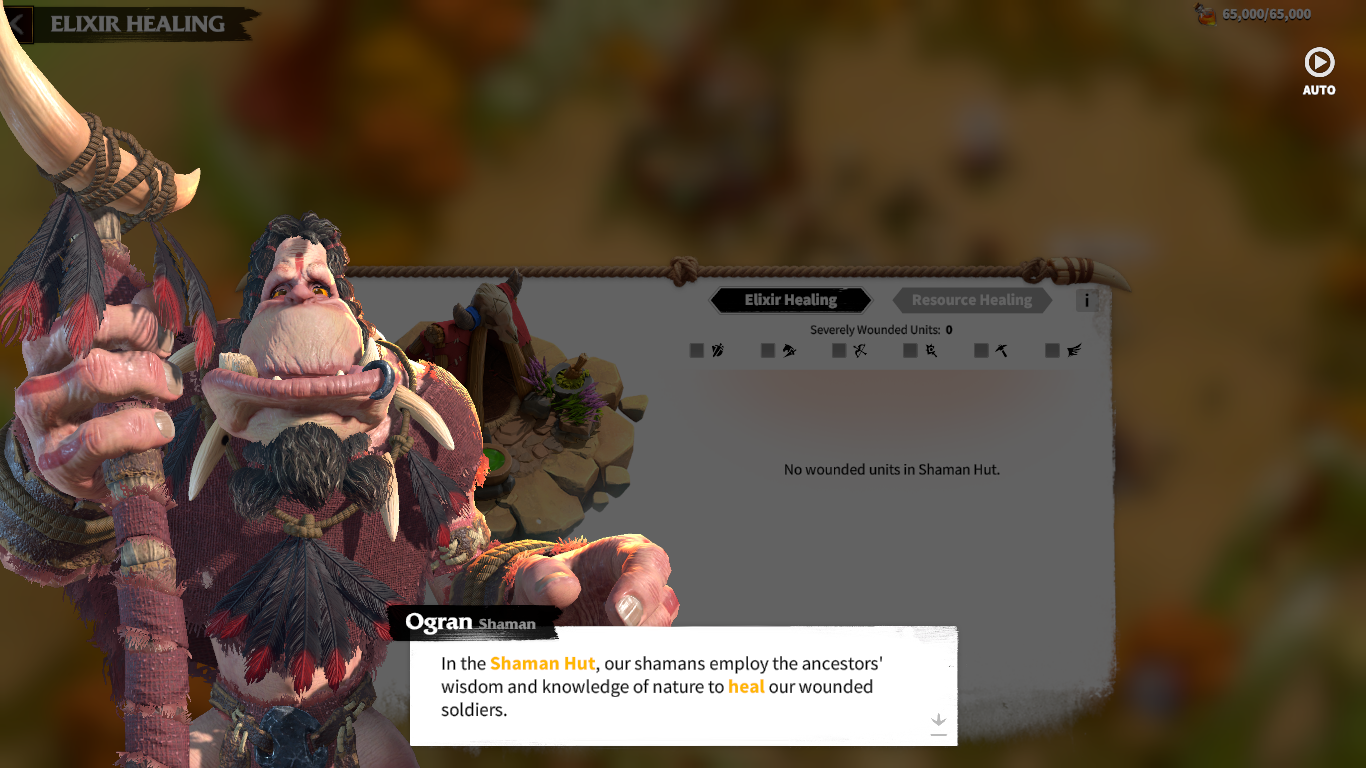 ELIXIR HEALING
65,000/65,000
AUTO
Elixir Healing
Resource Healing
i
Severely Wounded Units: 0
No wounded units in Shaman Hut.
Ogran Shaman
In the Shaman Hut, our shamans employ the ancestors'
wisdom and knowledge of nature to heal our wounded
soldiers.